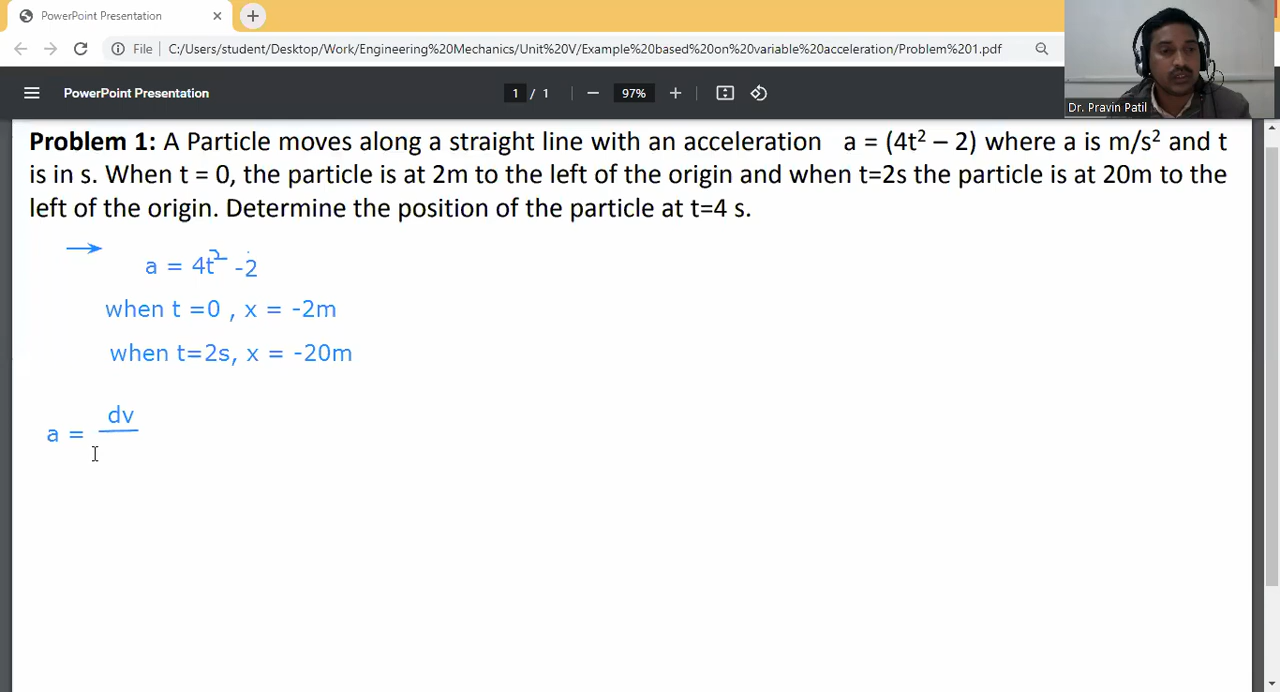 PowerPoint Presentation
File C:/Users/student/Desktop/Work/Engineering%20Mechanics/Unit%20V/Example%20based%20on%20variable%20acceleration/Problem%201.pdf
PowerPoint Presentation 1 / 1 97%
Dr. Pravin Patil
Problem 1: A Particle moves along a straight line with an acceleration a = (4t² – 2) where a is m/s² and t
is in s. When t = 0, the particle is at 2m to the left of the origin and when t=2s the particle is at 20m to the
left of the origin. Determine the position of the particle at t=4 s.
a = 4t² -2
when t =0 , x = -2m
when t=2s, x = -20m
dv
a =